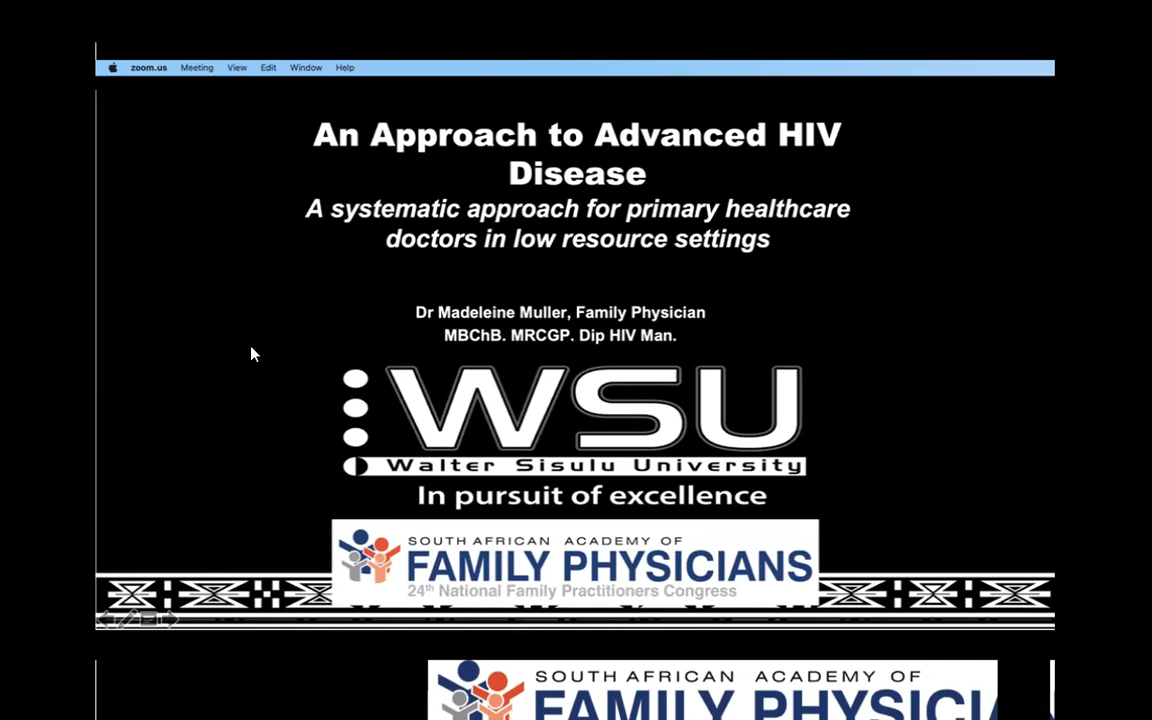 zoom.us Meeting View Edit Window Help
An Approach to Advanced HIV
Disease
A systematic approach for primary healthcare
doctors in low resource settings
Dr Madeleine Muller, Family Physician
MBChB. MRCGP. Dip HIV Man.
WSU
Walter Sisulu University
In pursuit of excellence
SOUTH AFRICAN ACADEMY OF
FAMILY PHYSICIANS
24th National Family Practitioners Congress
SOUTH AFRICAN ACADEMY OF
FAMILY PHYSICI